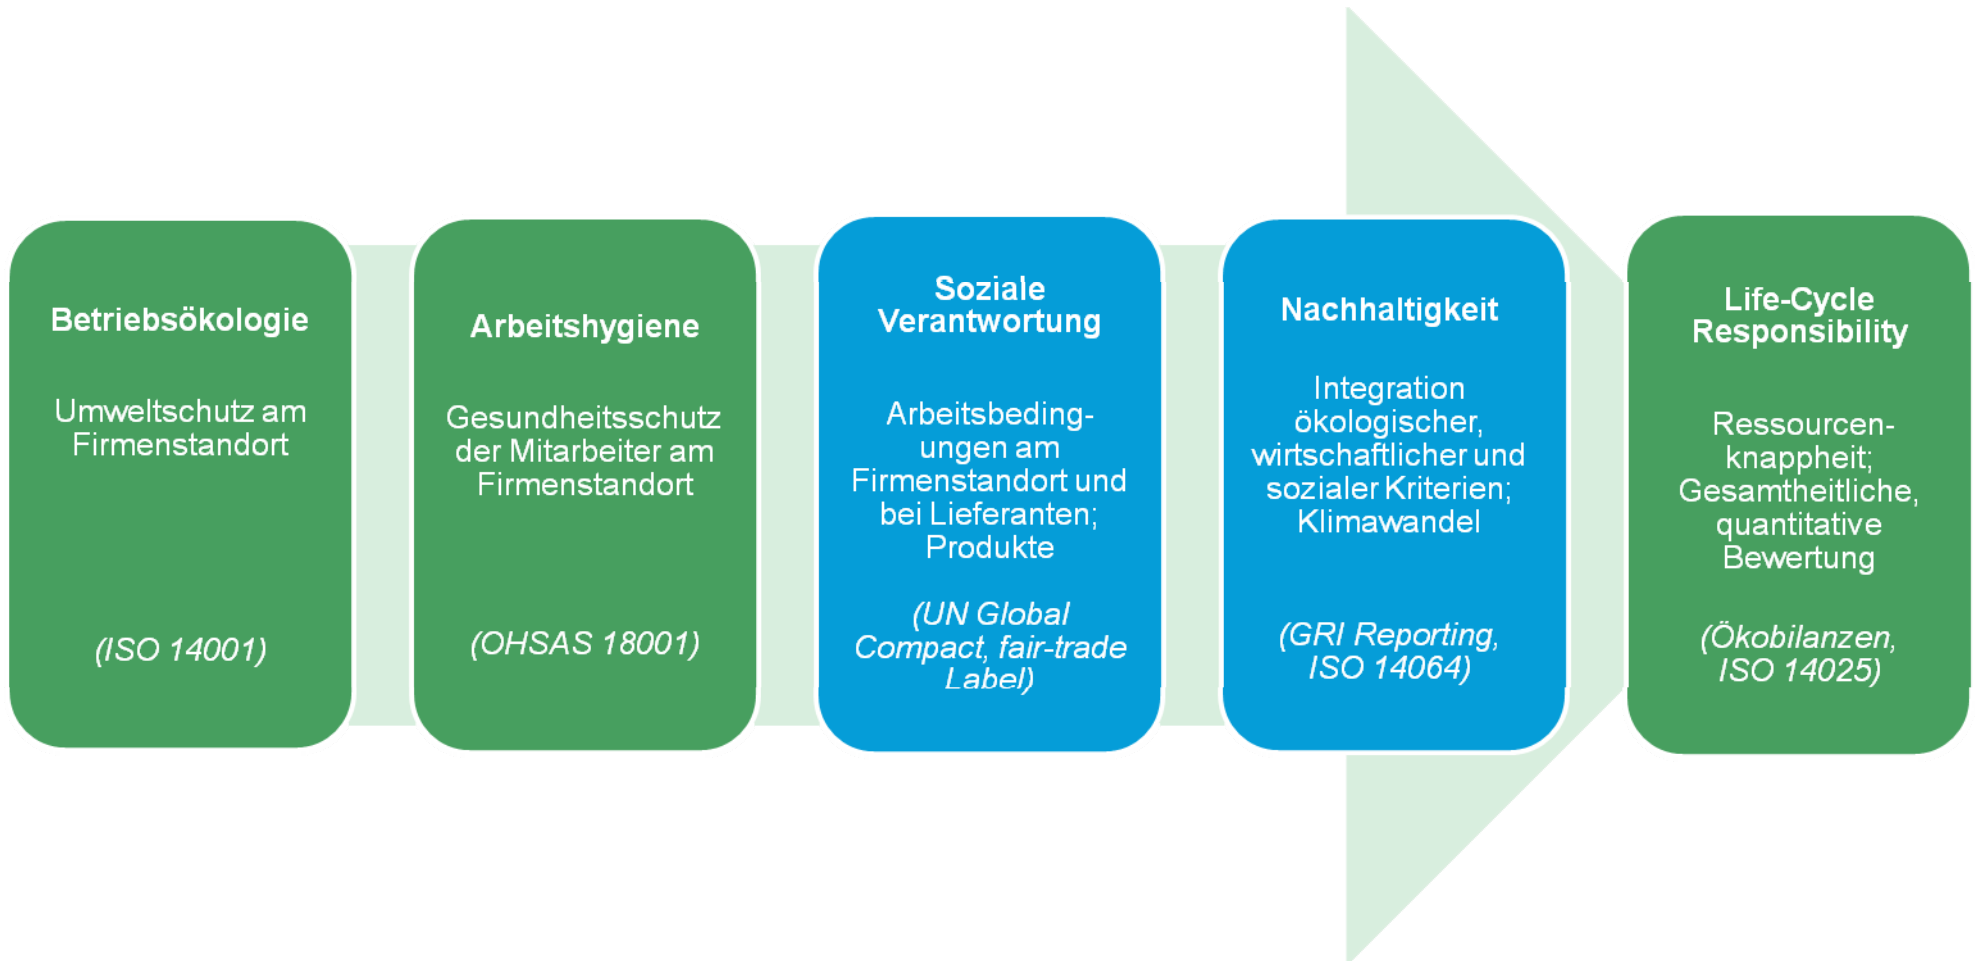 Betriebsökologie
Umweltschutz am
Firmenstandort
(ISO 14001)
Arbeitshygiene
Gesundheitsschutz
der Mitarbeiter am
Firmenstandort
(OHSAS 18001)
Soziale
Verantwortung
Arbeitsbeding-
ungen am
Firmenstandort und
bei Lieferanten;
Produkte
(UN Global
Compact, fair-trade
Label)
Nachhaltigkeit
Integration
ökologischer,
wirtschaftlicher und
sozialer Kriterien;
Klimawandel
(GRI Reporting,
ISO 14064)
Life-Cycle
Responsibility
Ressourcen-
knappheit;
Gesamtheitliche,
quantitative
Bewertung
(Ökobilanzen,
ISO 14025)